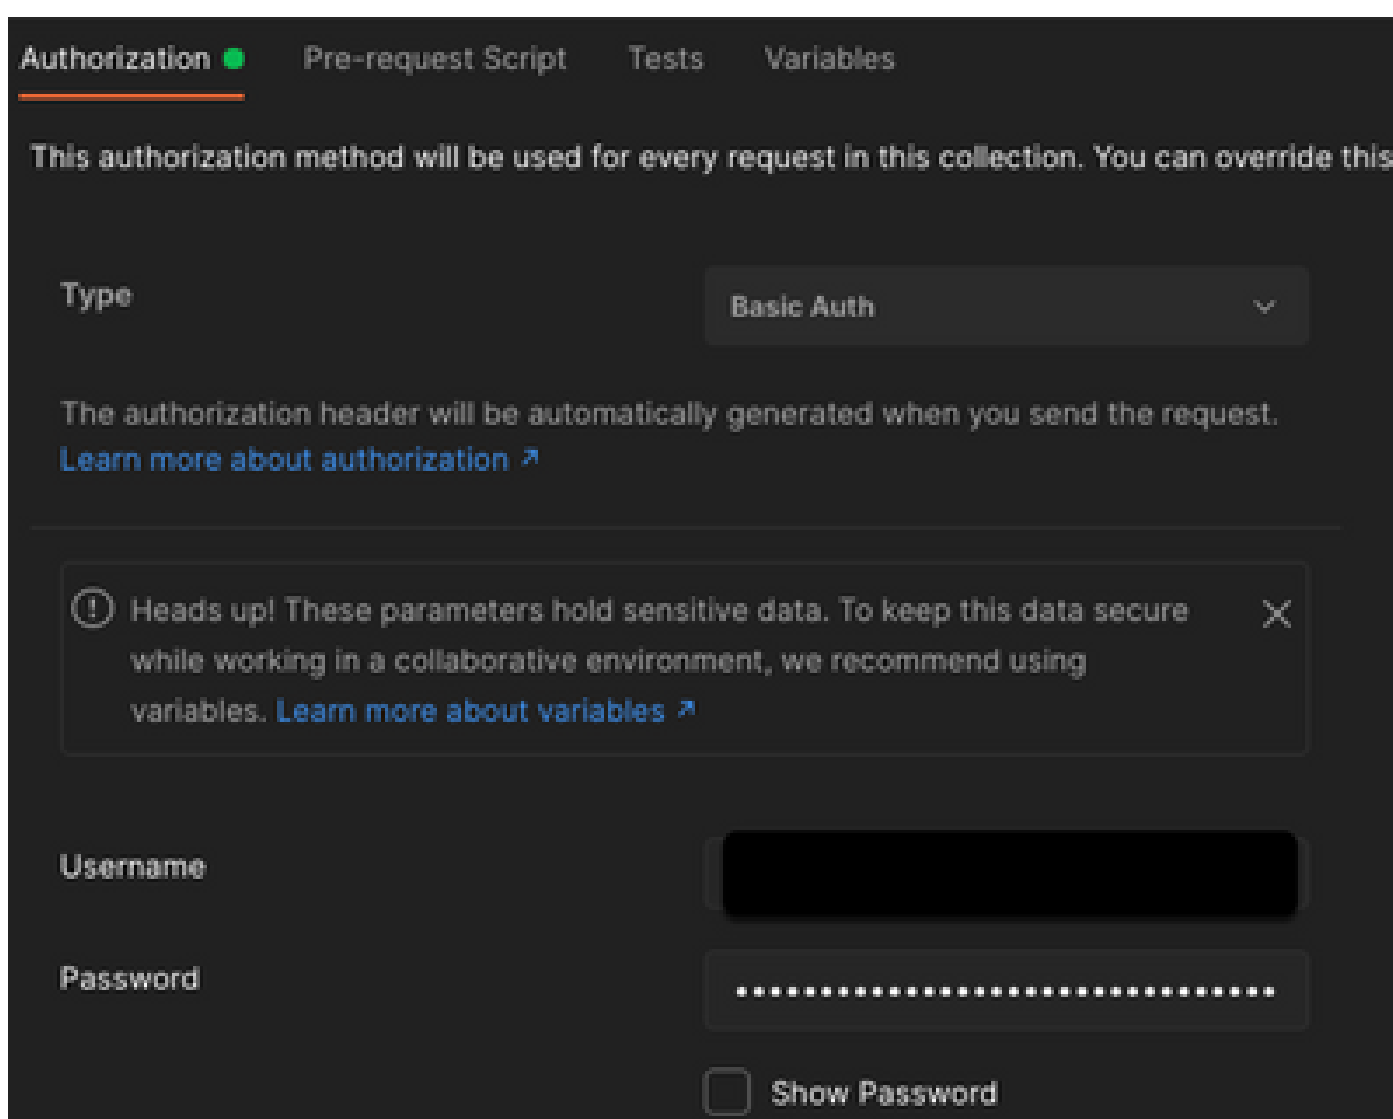 Authorization Pre-request Script Tests Variables
This authorization method will be used for every request in this collection. You can override this
Type
Basic Auth
The authorization header will be automatically generated when you send the request.
Learn more about authorization ↗
Heads up! These parameters hold sensitive data. To keep this data secure
while working in a collaborative environment, we recommend using
variables. Learn more about variables ↗
Username
Password
•••••••••••••••••••••••••••••••••
Show Password